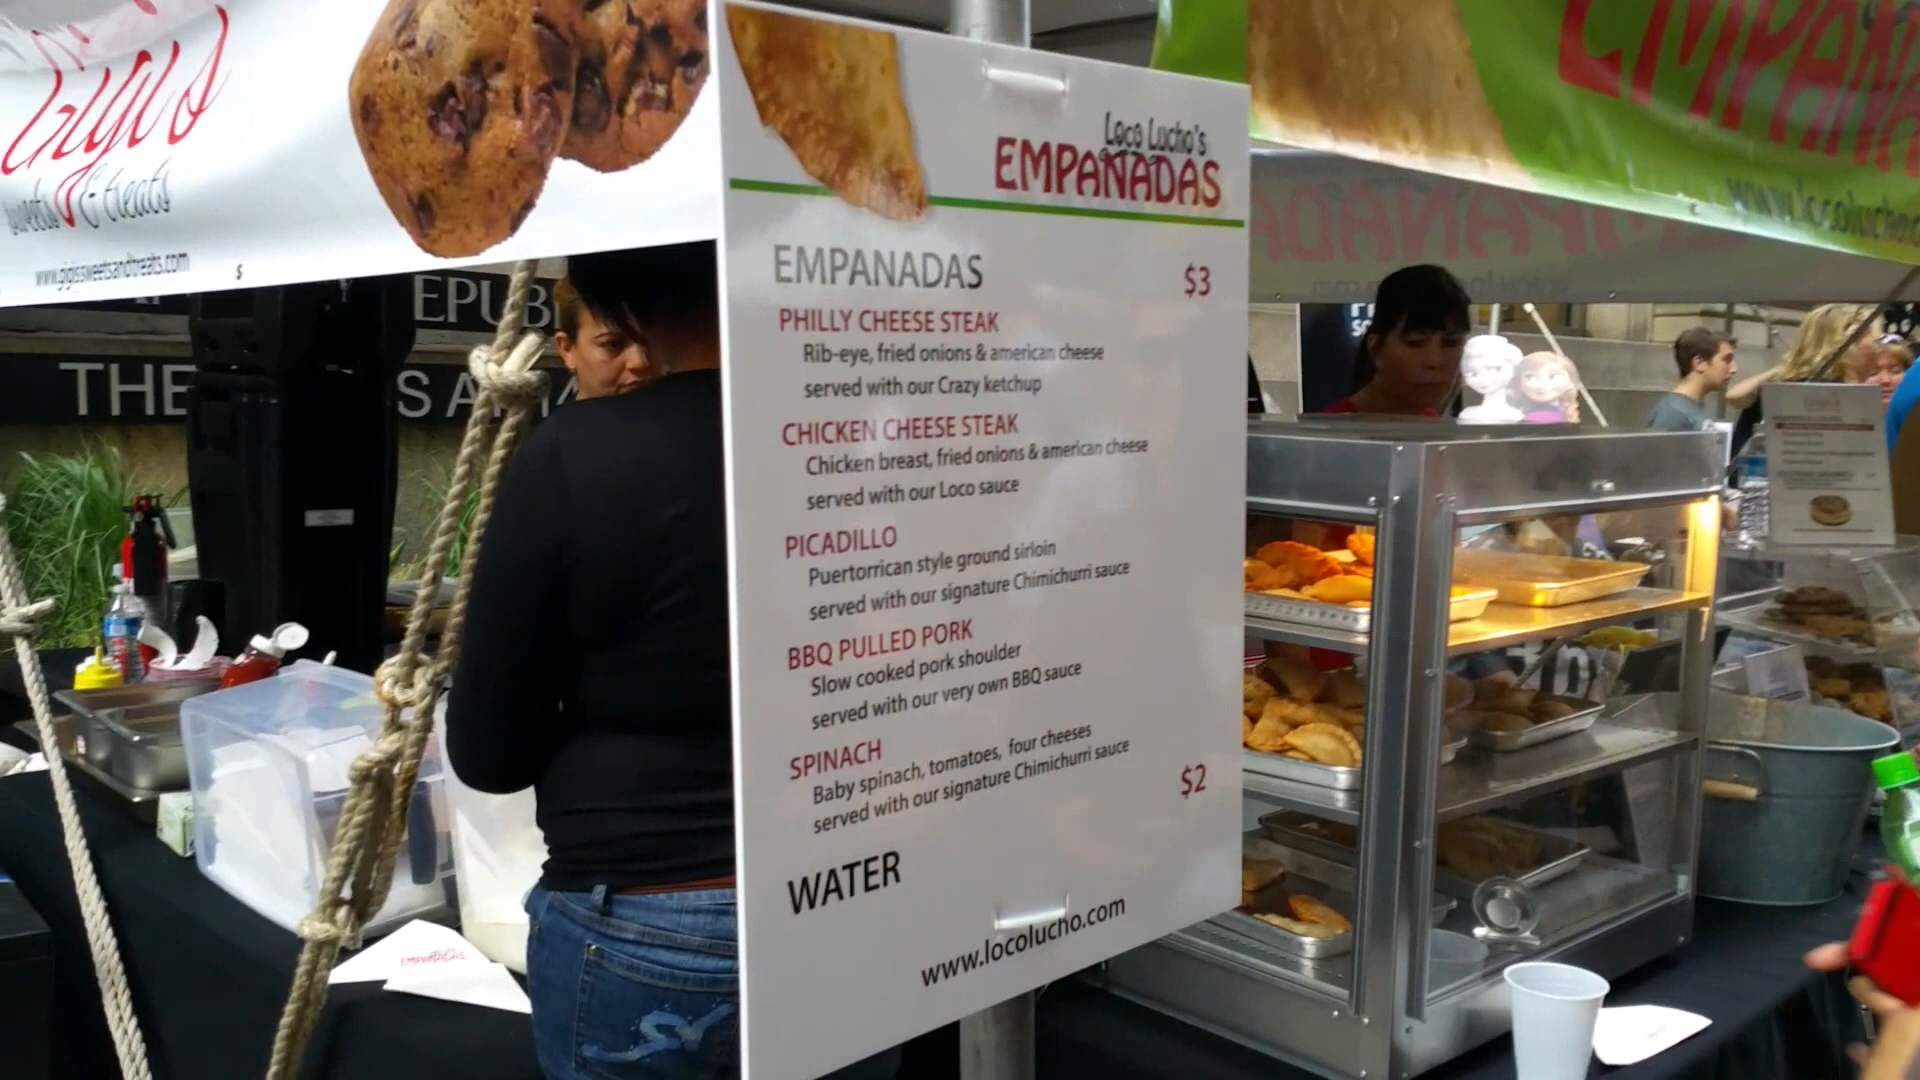 Gigi's
sweets & treats
www.gigissweetsandtreats.com
EPUB
THE
S A
Loco Lucho's
EMPANADAS
EMPANADAS $3
PHILLY CHEESE STEAK
Rib-eye, fried onions & american cheese
served with our Crazy ketchup
CHICKEN CHEESE STEAK
Chicken breast, fried onions & american cheese
served with our Loco sauce
PICADILLO
Puertorrican style ground sirloin
served with our signature Chimichurri sauce
BBQ PULLED PORK
Slow cooked pork shoulder
served with our very own BBQ sauce
SPINACH
Baby spinach, tomatoes, four cheeses
served with our signature Chimichurri sauce
$2
WATER
www.locolucho.com
EMPANA
www.locolucho
EMPANADAS